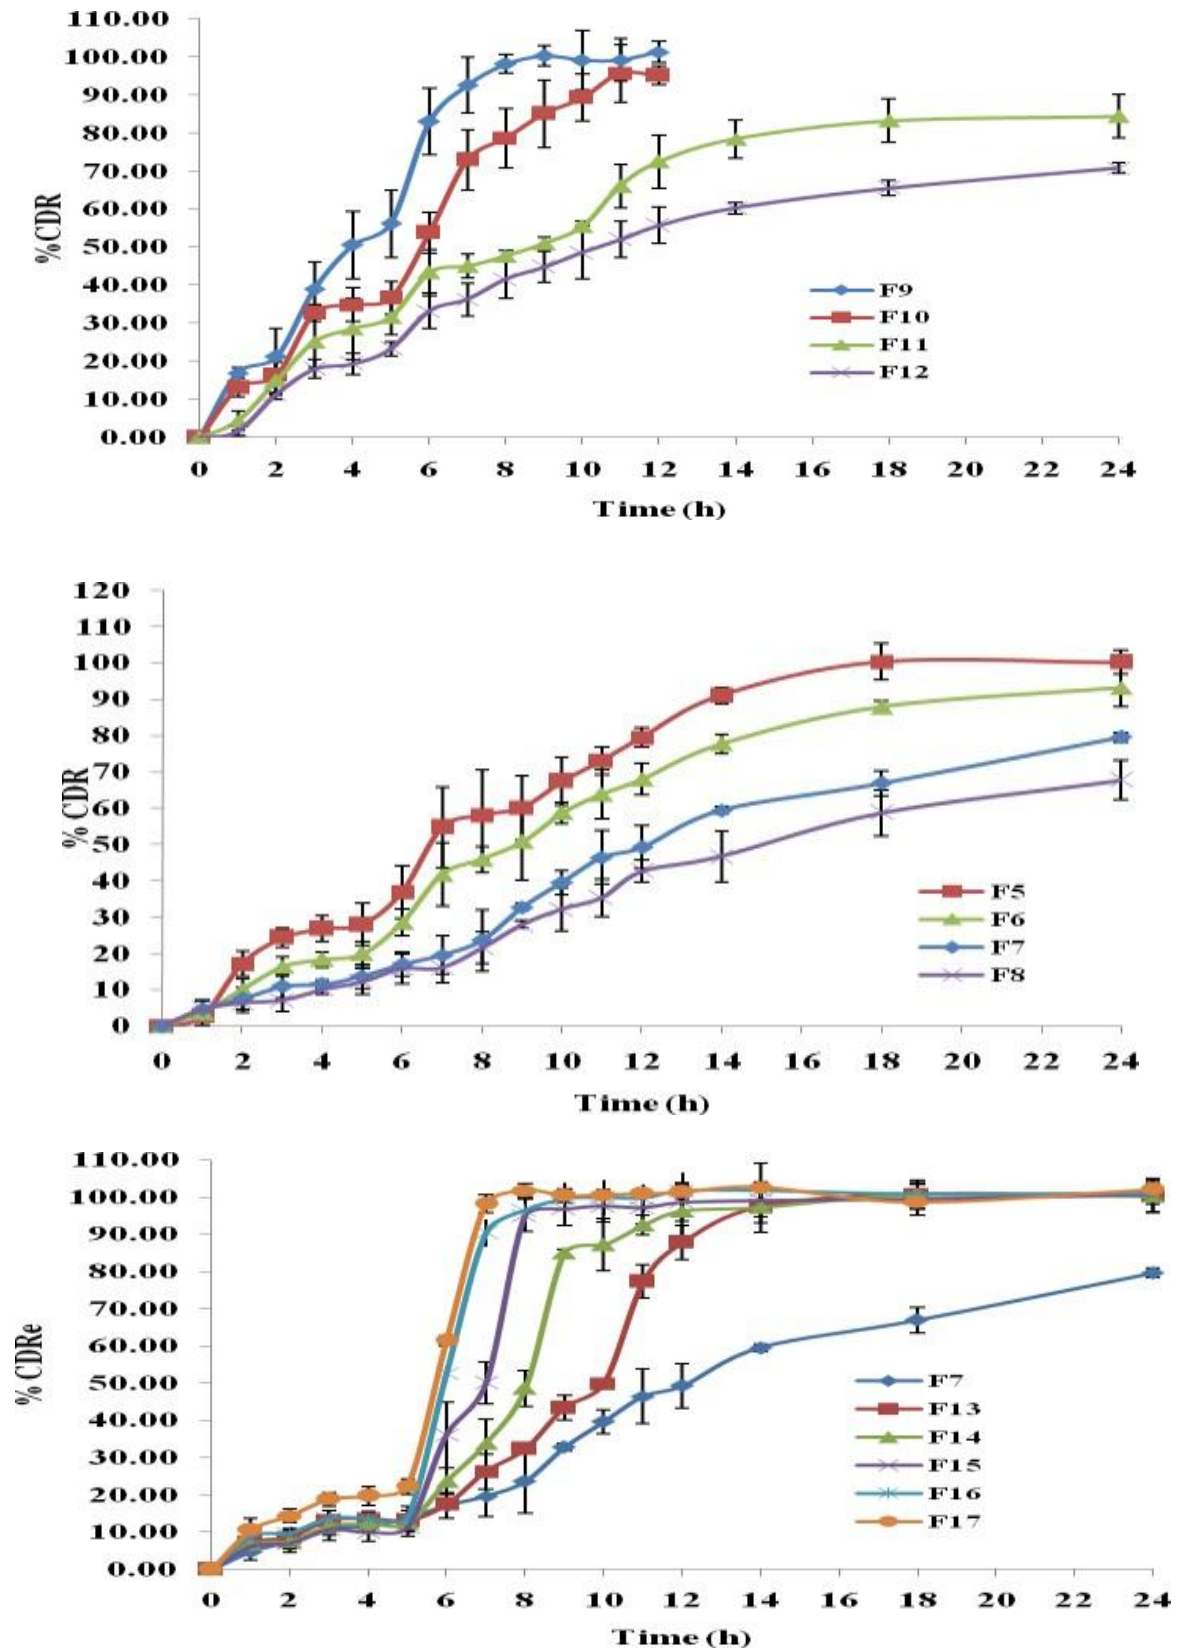 110.00
100.00
90.00
80.00
70.00
60.00
50.00
40.00
30.00
20.00
10.00
0.00
%CDR
F9
F10
F11
F12
0 2 4 6 8 10 12 14 16 18 20 22 24
Time (h)
120
110
100
90
80
70
60
50
40
30
20
10
0
% CDR
F5
F6
F7
F8
0 2 4 6 8 10 12 14 16 18 20 22 24
Time (h)
110.00
100.00
90.00
80.00
70.00
60.00
50.00
40.00
30.00
20.00
10.00
0.00
% CDRe
F7
F13
F14
F15
F16
F17
0 2 4 6 8 10 12 14 16 18 20 22 24
Time (h)